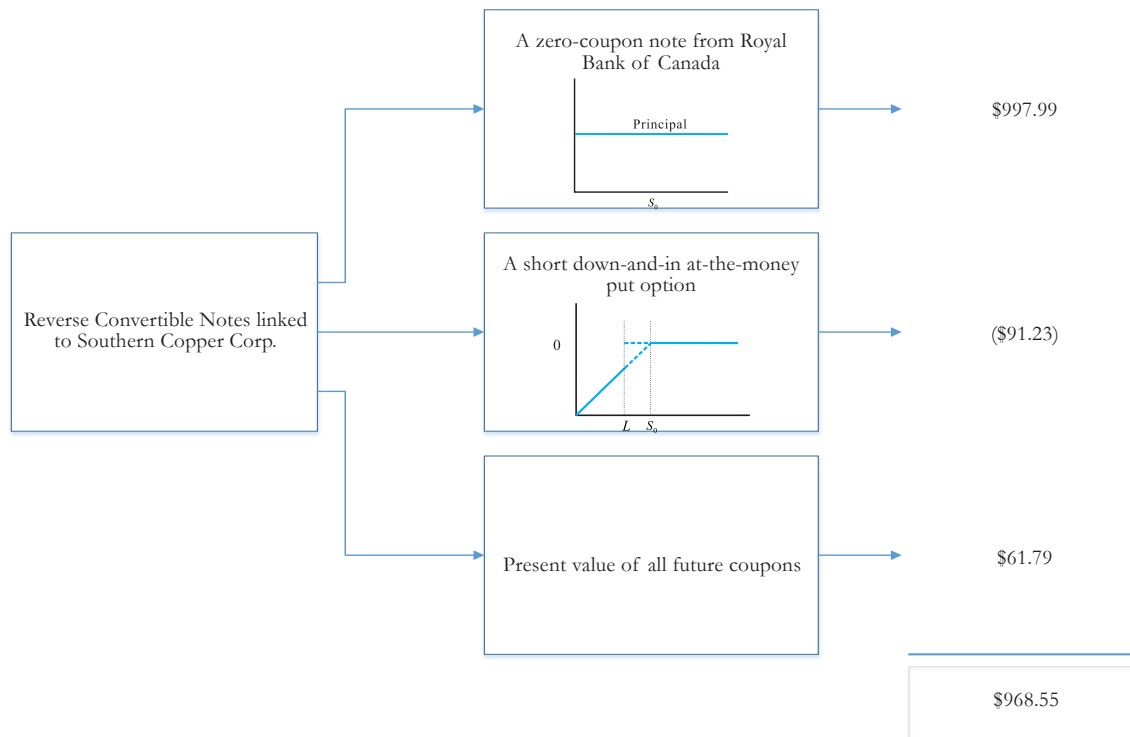 A zero-coupon note from Royal
Bank of Canada
Principal
S₀
$997.99
Reverse Convertible Notes linked
to Southern Copper Corp.
A short down-and-in at-the-money
put option
0
L S₀
($91.23)
Present value of all future coupons
$61.79
$968.55